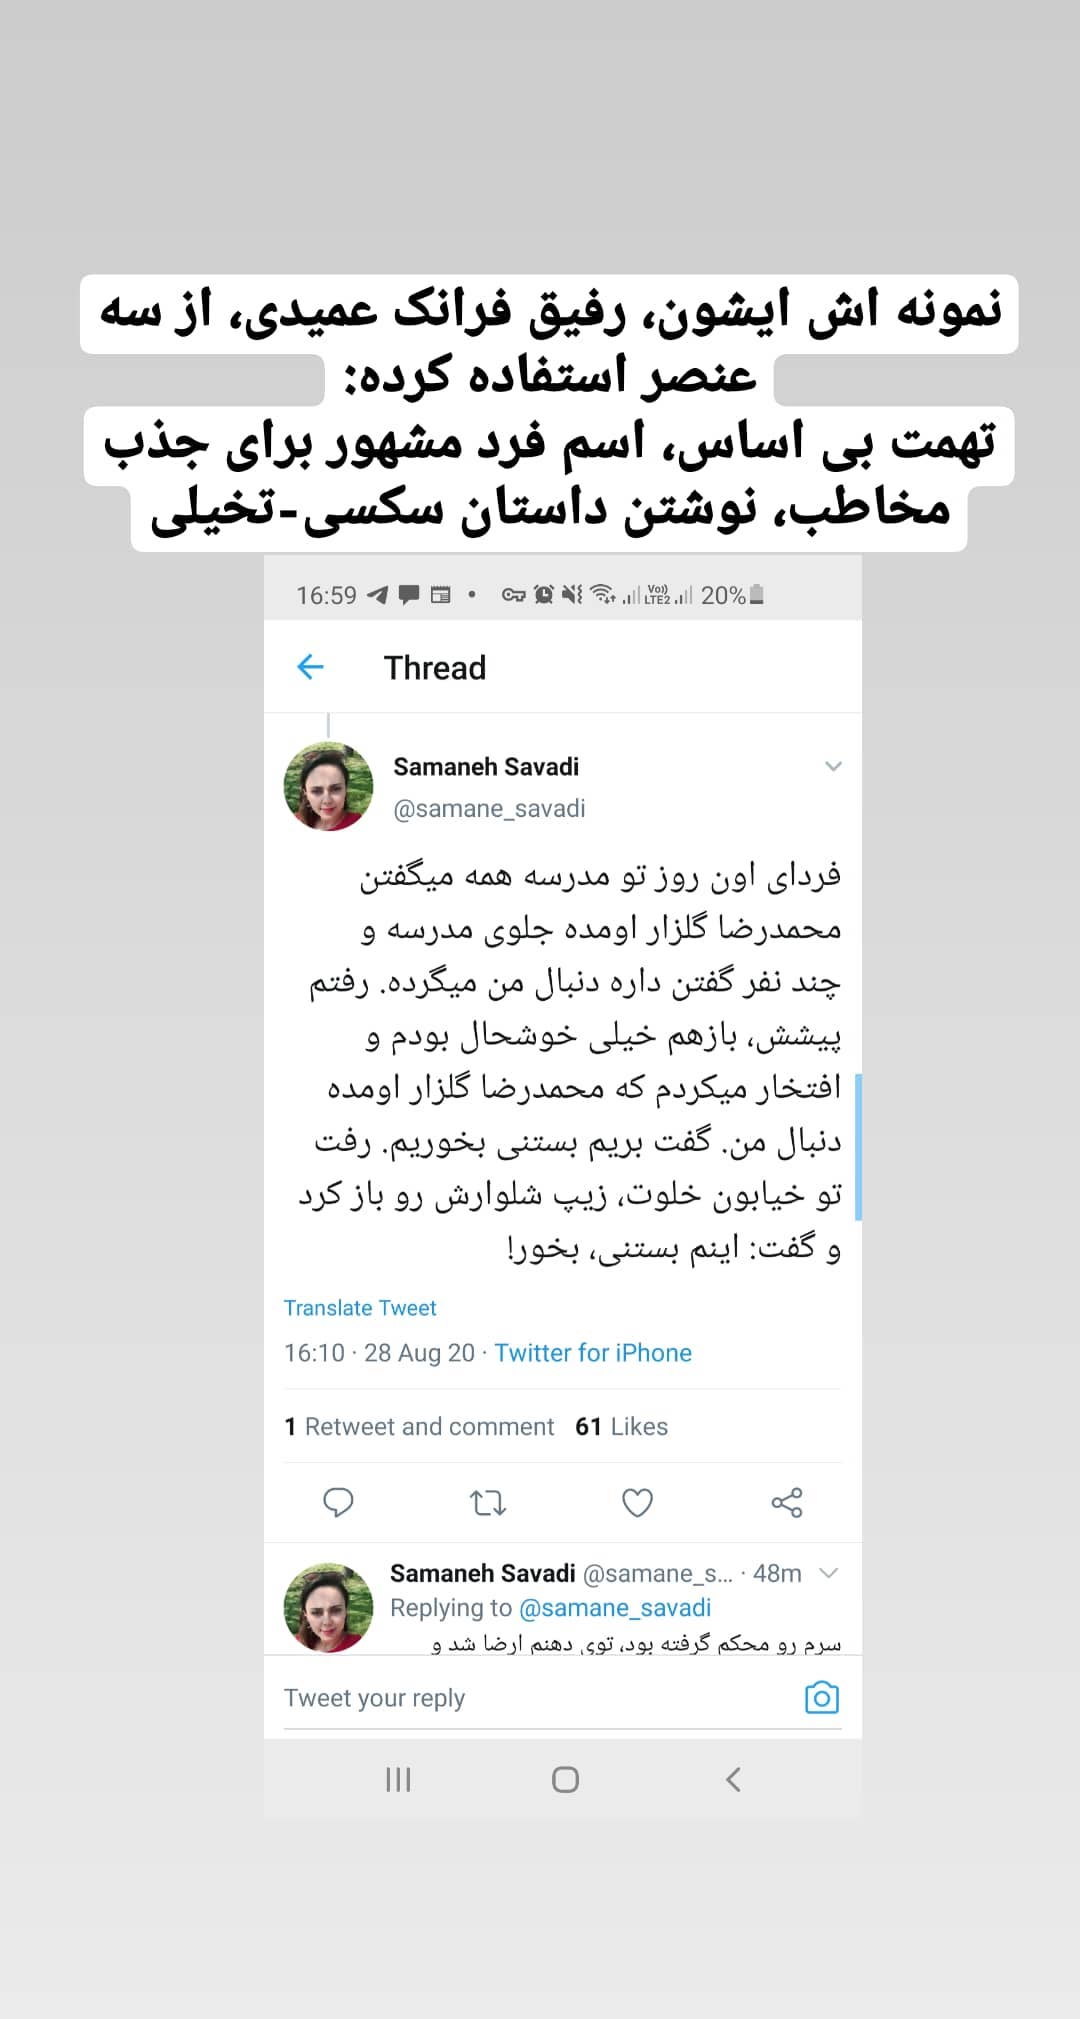 نمونه اش ایشون، رفیق فرانک عمیدی، از سه
عنصر استفاده کرده:
تهمت بی اساس، اسم فرد مشهور برای جذب
مخاطب، نوشتن داستان سکسی-تخیلی
16:59 • Vo)) LTE2 20%
Thread
Samaneh Savadi
@samane_savadi
فردای اون روز تو مدرسه همه میگفتن
محمدرضا گلزار اومده جلوی مدرسه و
چند نفر گفتن داره دنبال من میگرده. رفتم
پیشش، بازهم خیلی خوشحال بودم و
افتخار میکردم که محمدرضا گلزار اومده
دنبال من. گفت بریم بستنی بخوریم. رفت
تو خیابون خلوت، زیپ شلوارش رو باز کرد
و گفت: اینم بستنی، بخور!
Translate Tweet
16:10 · 28 Aug 20 · Twitter for iPhone
1 Retweet and comment 61 Likes
Samaneh Savadi @samane_s... · 48m
Replying to @samane_savadi
سرم رو محکم گرفته بود، توی دهنم ارضا شد و
Tweet your reply